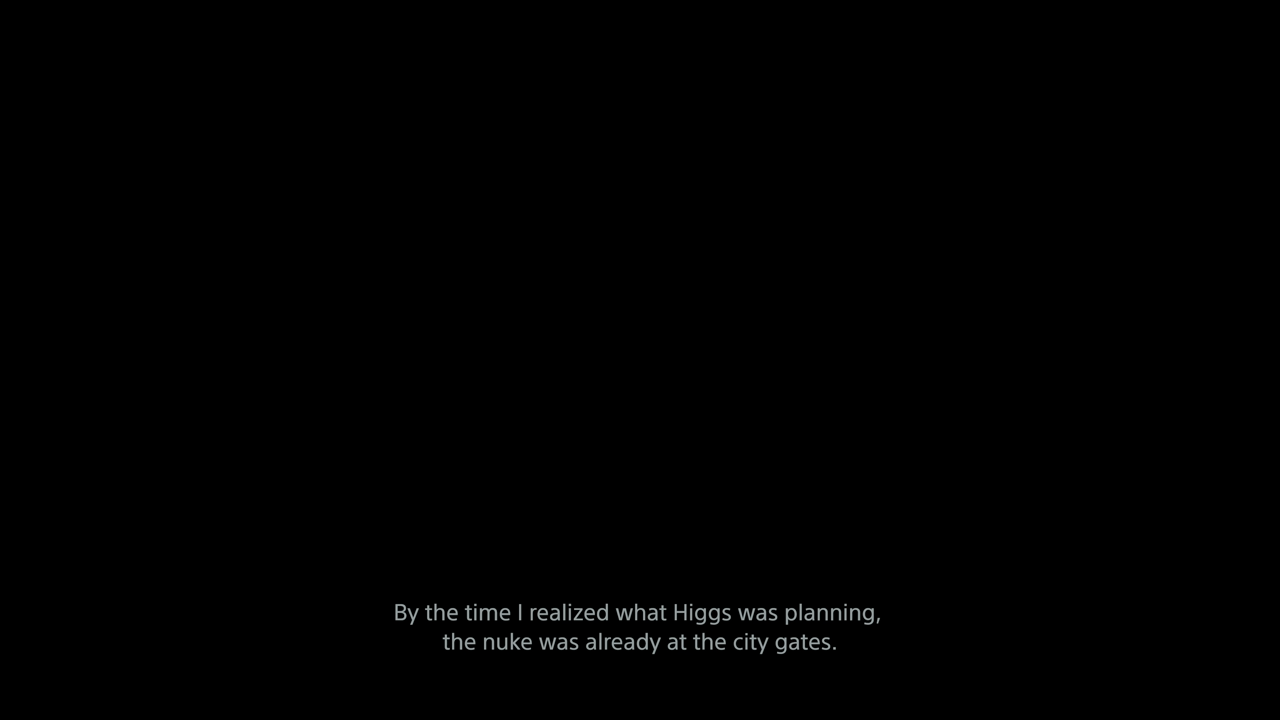 By the time I realized what Higgs was planning,
the nuke was already at the city gates.